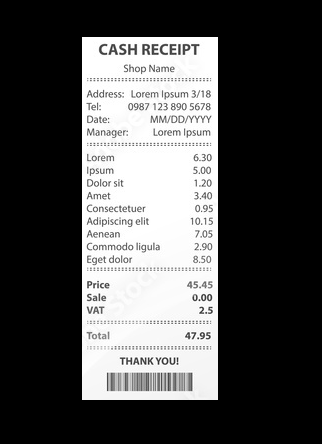 CASH RECEIPT
Shop Name
Address: Lorem Ipsum 3/18
Tel: 0987 123 890 5678
Date: MM/DD/YYYY
Manager: Lorem Ipsum
Lorem 6.30
Ipsum 5.00
Dolor sit 1.20
Amet 3.40
Consectetuer 0.95
Adipiscing elit 10.15
Aenean 7.05
Commodo ligula 2.90
Eget dolor 8.50
Price 45.45
Sale 0.00
VAT 2.5
Total 47.95
THANK YOU!